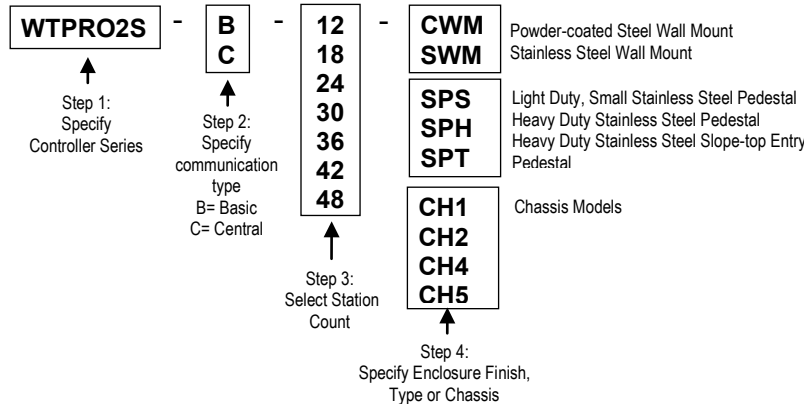 WTPRO2S - B - 12 - CWM Powder-coated Steel Wall Mount
C 18 SWM Stainless Steel Wall Mount
24
30
36
42
48
SPS Light Duty, Small Stainless Steel Pedestal
SPH Heavy Duty Stainless Steel Pedestal
SPT Heavy Duty Stainless Steel Slope-top Entry
Pedestal
CH1 Chassis Models
CH2
CH4
CH5
Step 1:
Specify
Controller Series
Step 2:
Specify
communication
type
B= Basic
C= Central
Step 3:
Select Station
Count
Step 4:
Specify Enclosure Finish,
Type or Chassis